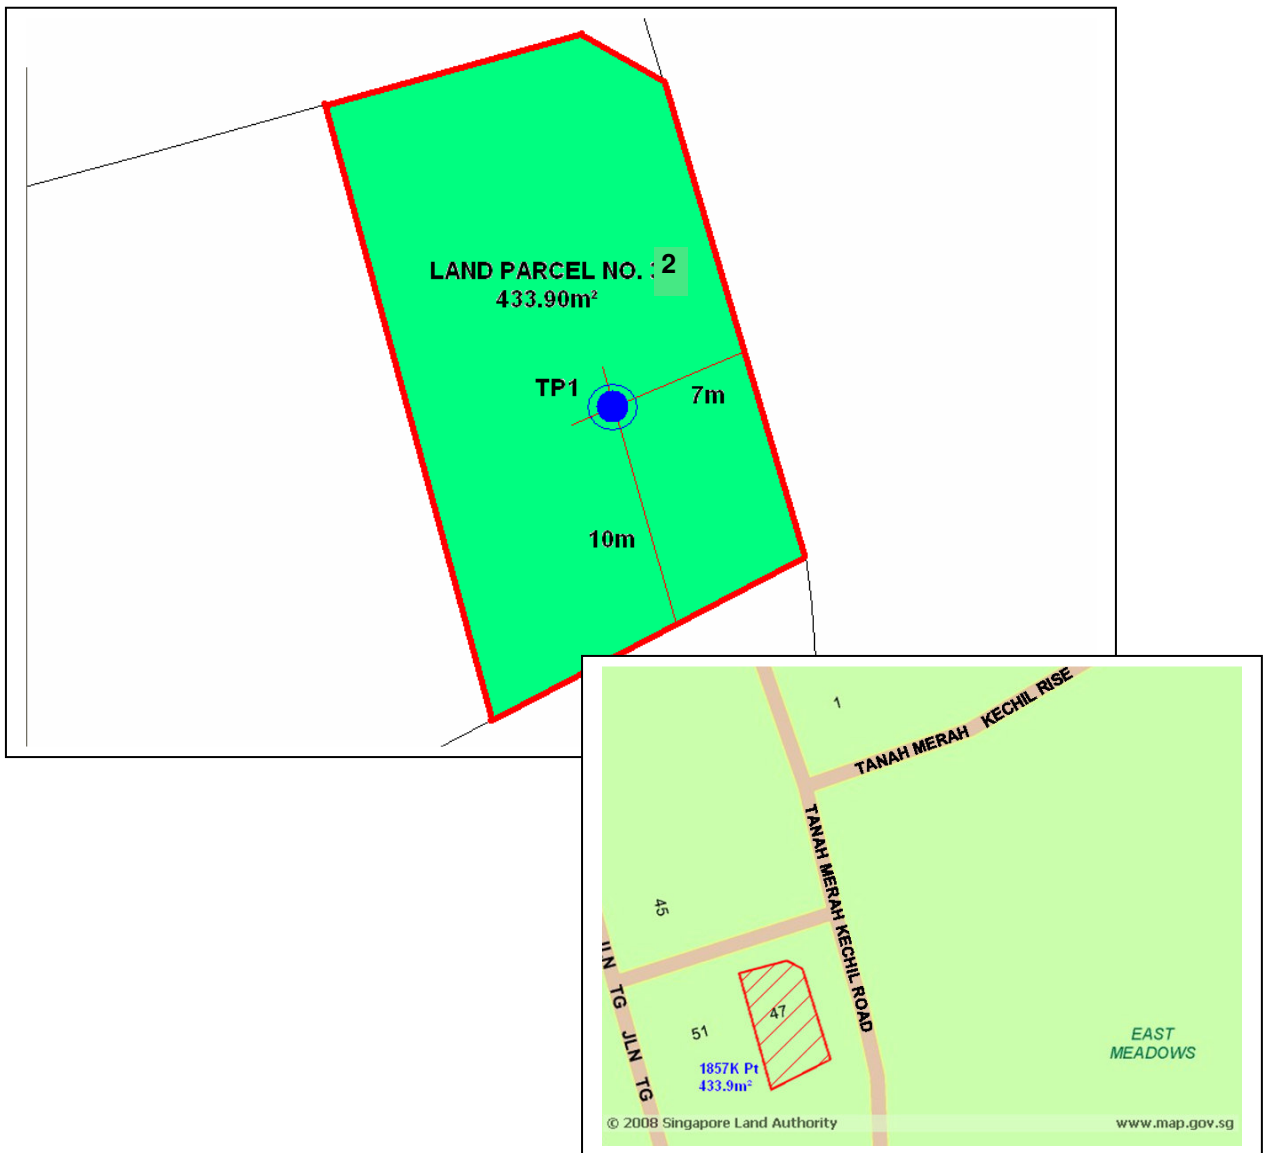 LAND PARCEL NO. 2
433.90m²
TP1
7m
10m
1
TANAH MERAH KECHIL RISE
TANAH MERAH KECHIL ROAD
45
JLN TG JLN TG
47
51
1857K Pt
433.9m²
EAST
MEADOWS
© 2008 Singapore Land Authority
www.map.gov.sg